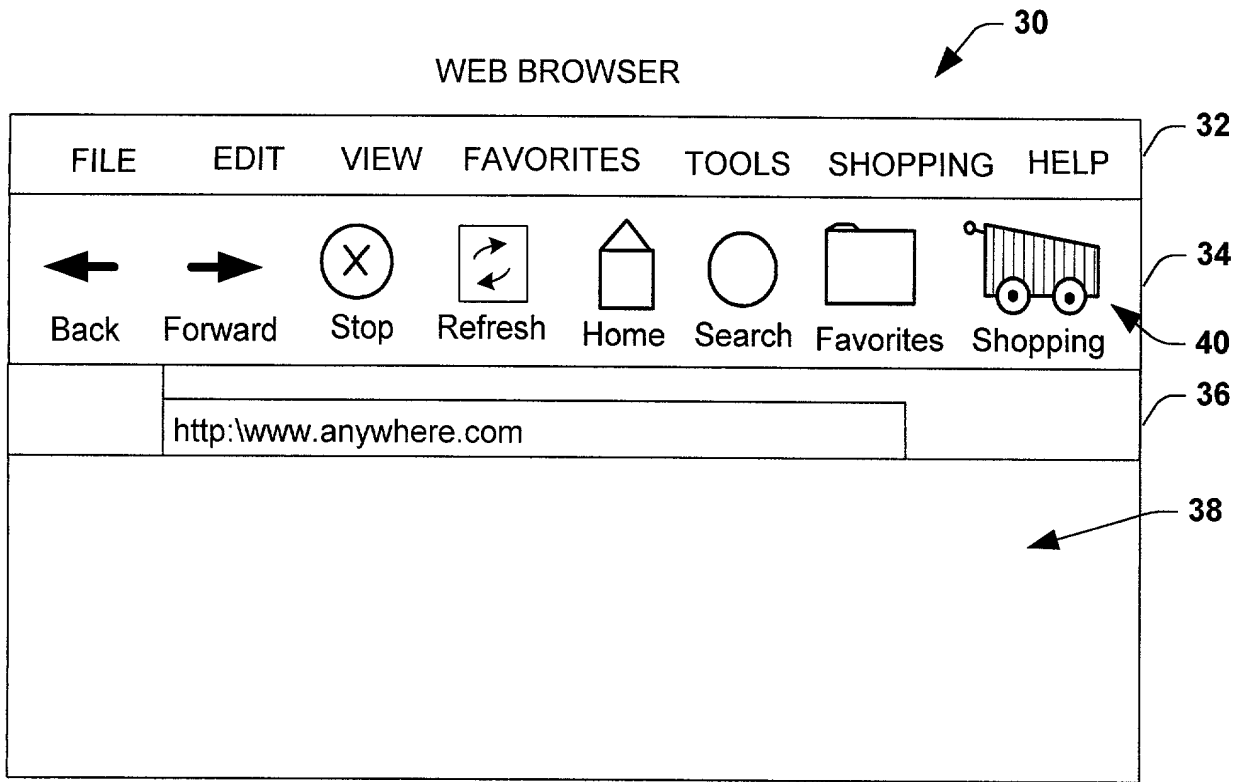 30
WEB BROWSER
32
FILE EDIT VIEW FAVORITES TOOLS SHOPPING HELP
34
Back Forward Stop Refresh Home Search Favorites Shopping
40
36
http:\www.anywhere.com
38